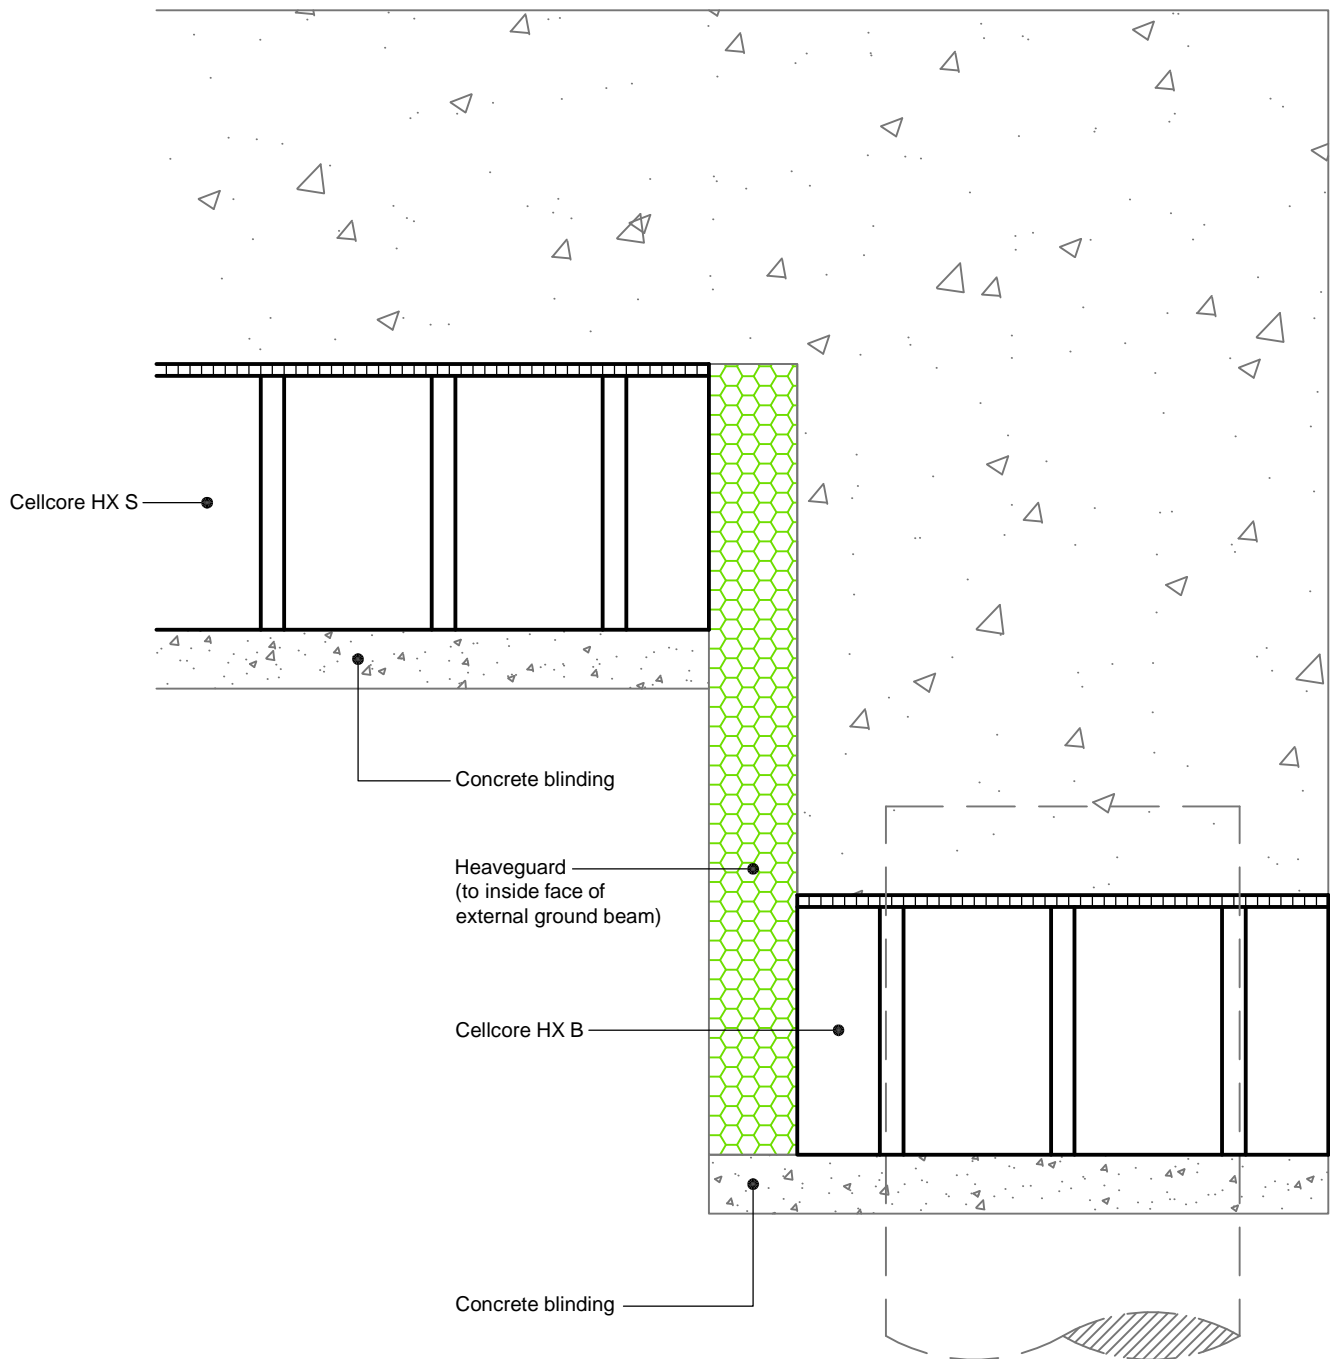 Cellcore HX S
Concrete blinding
Heaveguard
(to inside face of
external ground beam)
Cellcore HX B
Concrete blinding